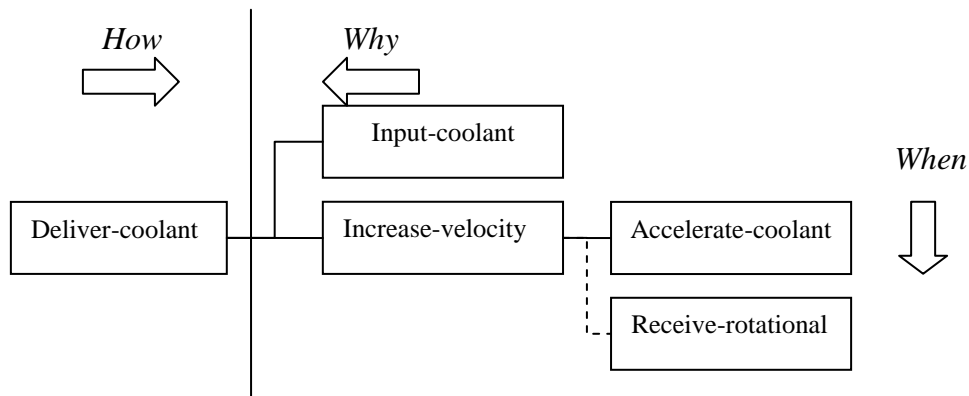 How
Why
Input-coolant
When
Deliver-coolant
Increase-velocity
Accelerate-coolant
Receive-rotational